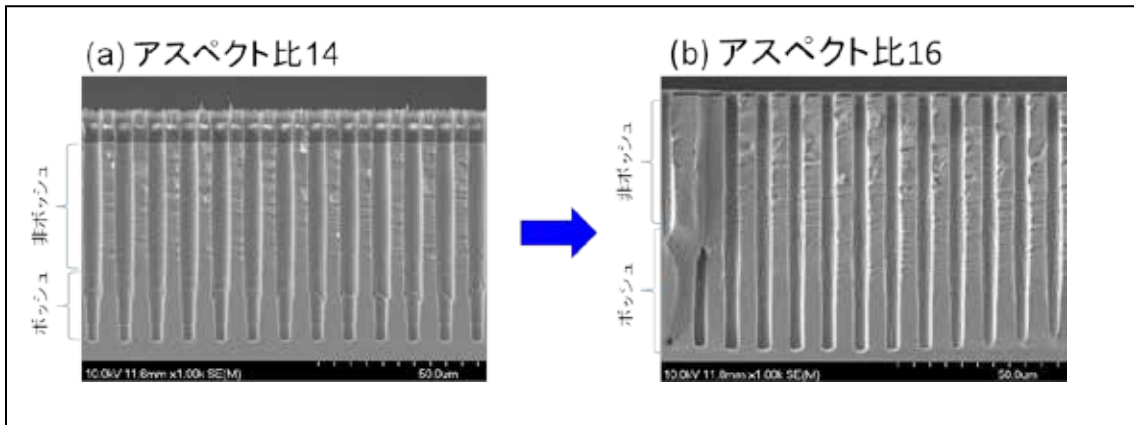 (a) アスペクト比14
(b) アスペクト比16
非ボッシュ
ボッシュ
10.0kV 11.6mm x1.00k SE(M)
50.0um
非ボッシュ
ボッシュ
10.0kV 11.8mm x1.00k SE(M)
50.0um